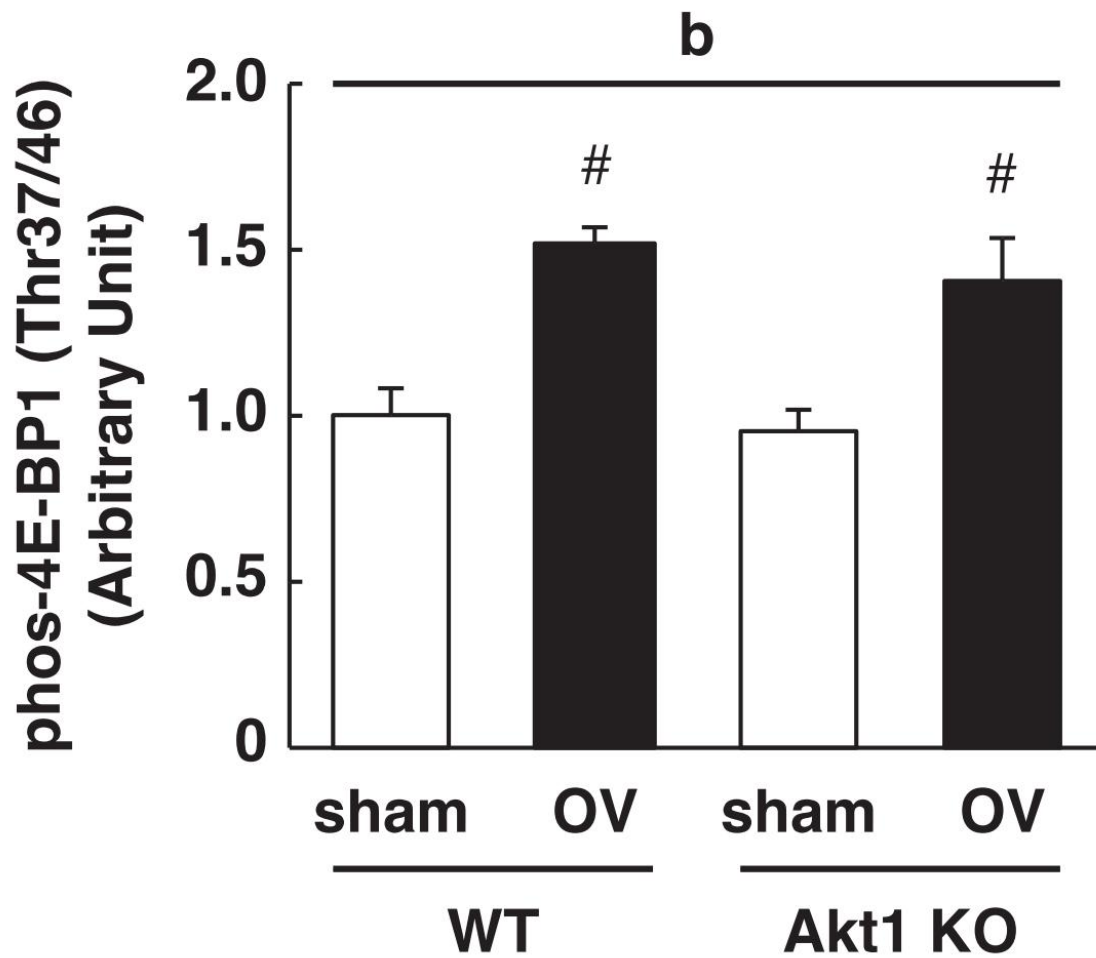 b
phos-4E-BP1 (Thr37/46)
(Arbitrary Unit)
2.0
1.5
1.0
0.5
0
# #
sham OV sham OV
WT Akt1 KO